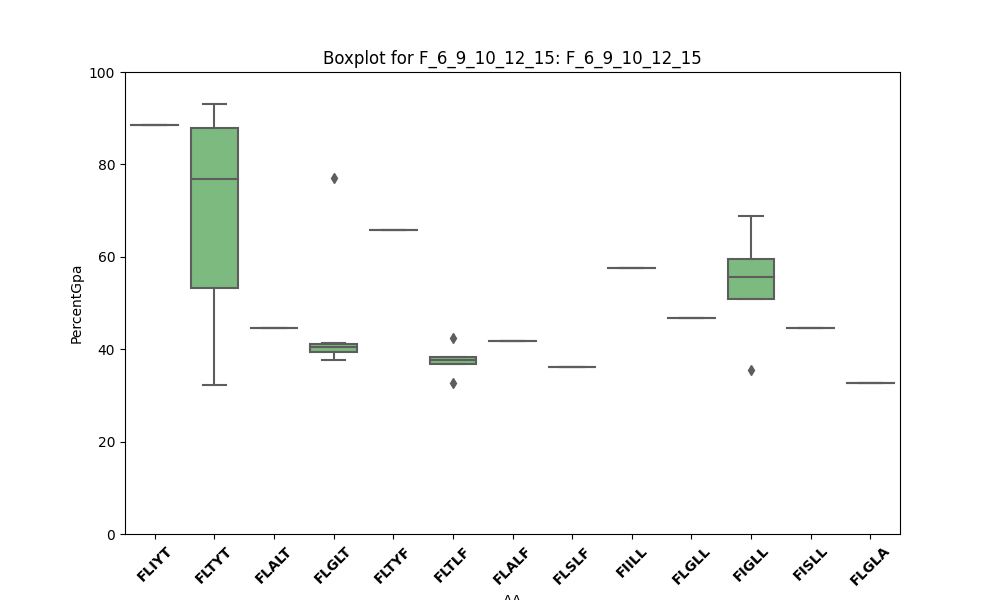 Boxplot for F_6_9_10_12_15: F_6_9_10_12_15
100
80
60
40
20
0
PercentGpa
FLIYT
FLTYT
FLALT
FLGLT
FLTYF
FLTLF
FLALF
FLSLF
FIILL
FLGLL
FIGLL
FISLL
FLGLA
AA